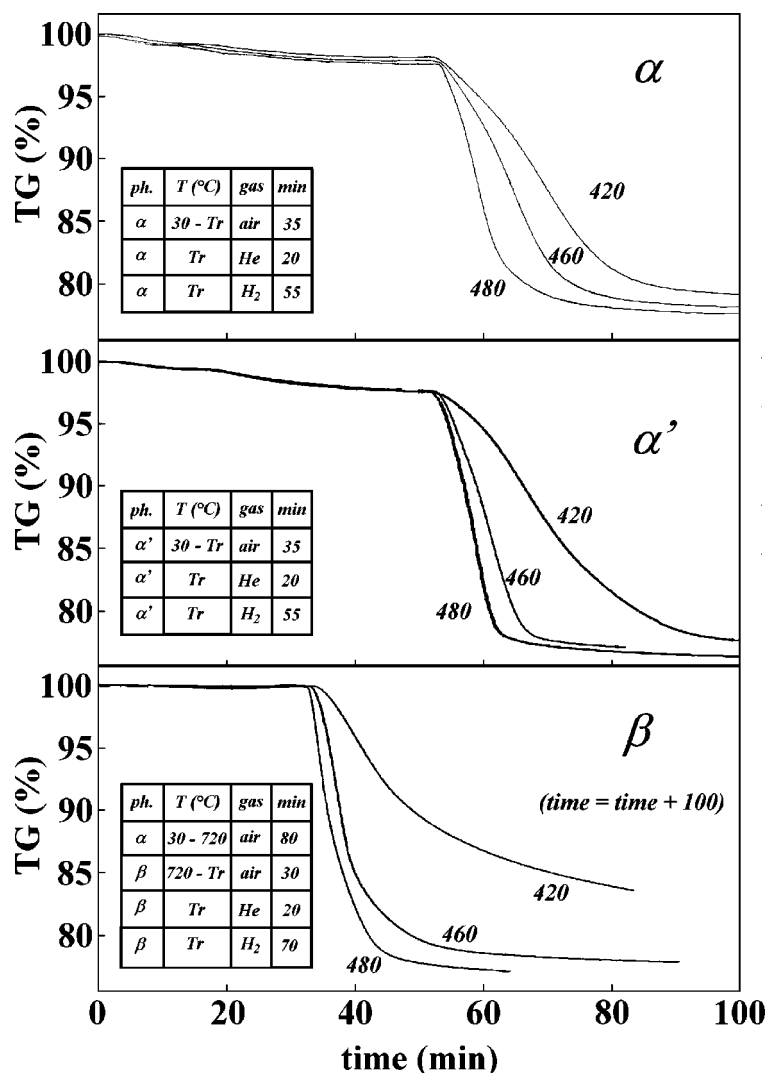 100
95
90
85
80
TG (%)
α
ph. T (°C) gas min
α 30 - Tr air 35
α Tr He 20
α Tr H₂ 55
420
460
480
100
95
90
85
80
TG (%)
α’
ph. T (°C) gas min
α’ 30 - Tr air 35
α’ Tr He 20
α’ Tr H₂ 55
420
460
480
100
95
90
85
80
TG (%)
β
(time = time + 100)
ph. T (°C) gas min
α 30 - 720 air 80
β 720 - Tr air 30
β Tr He 20
β Tr H₂ 70
420
460
480
0 20 40 60 80 100
time (min)